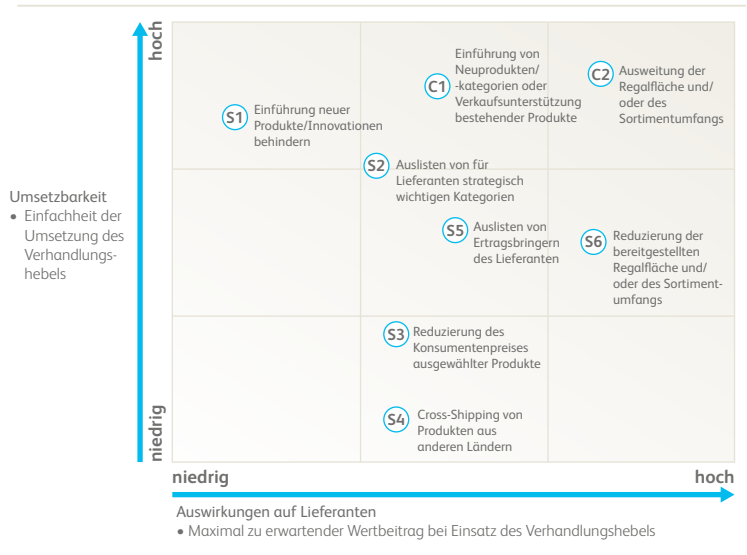 hoch
Einführung von
Neuprodukten/
-kategorien oder
Verkaufsunterstützung
bestehender Produkte
C1
C2
Ausweitung der
Regalfläche und/
oder des
Sortimentumfangs
S1
Einführung neuer
Produkte/Innovationen
behindern
S2
Auslisten von für
Lieferanten strategisch
wichtigen Kategorien
Umsetzbarkeit
• Einfachheit der
Umsetzung des
Verhandlungs-
hebels
S5
Auslisten von
Ertragsbringern
des Lieferanten
S6
Reduzierung der
bereitgestellten
Regalfläche und/
oder des Sortiment-
umfangs
S3
Reduzierung des
Konsumentenpreises
ausgewählter Produkte
S4
Cross-Shipping von
Produkten aus
anderen Ländern
niedrig
niedrig
hoch
Auswirkungen auf Lieferanten
• Maximal zu erwartender Wertbeitrag bei Einsatz des Verhandlungshebels